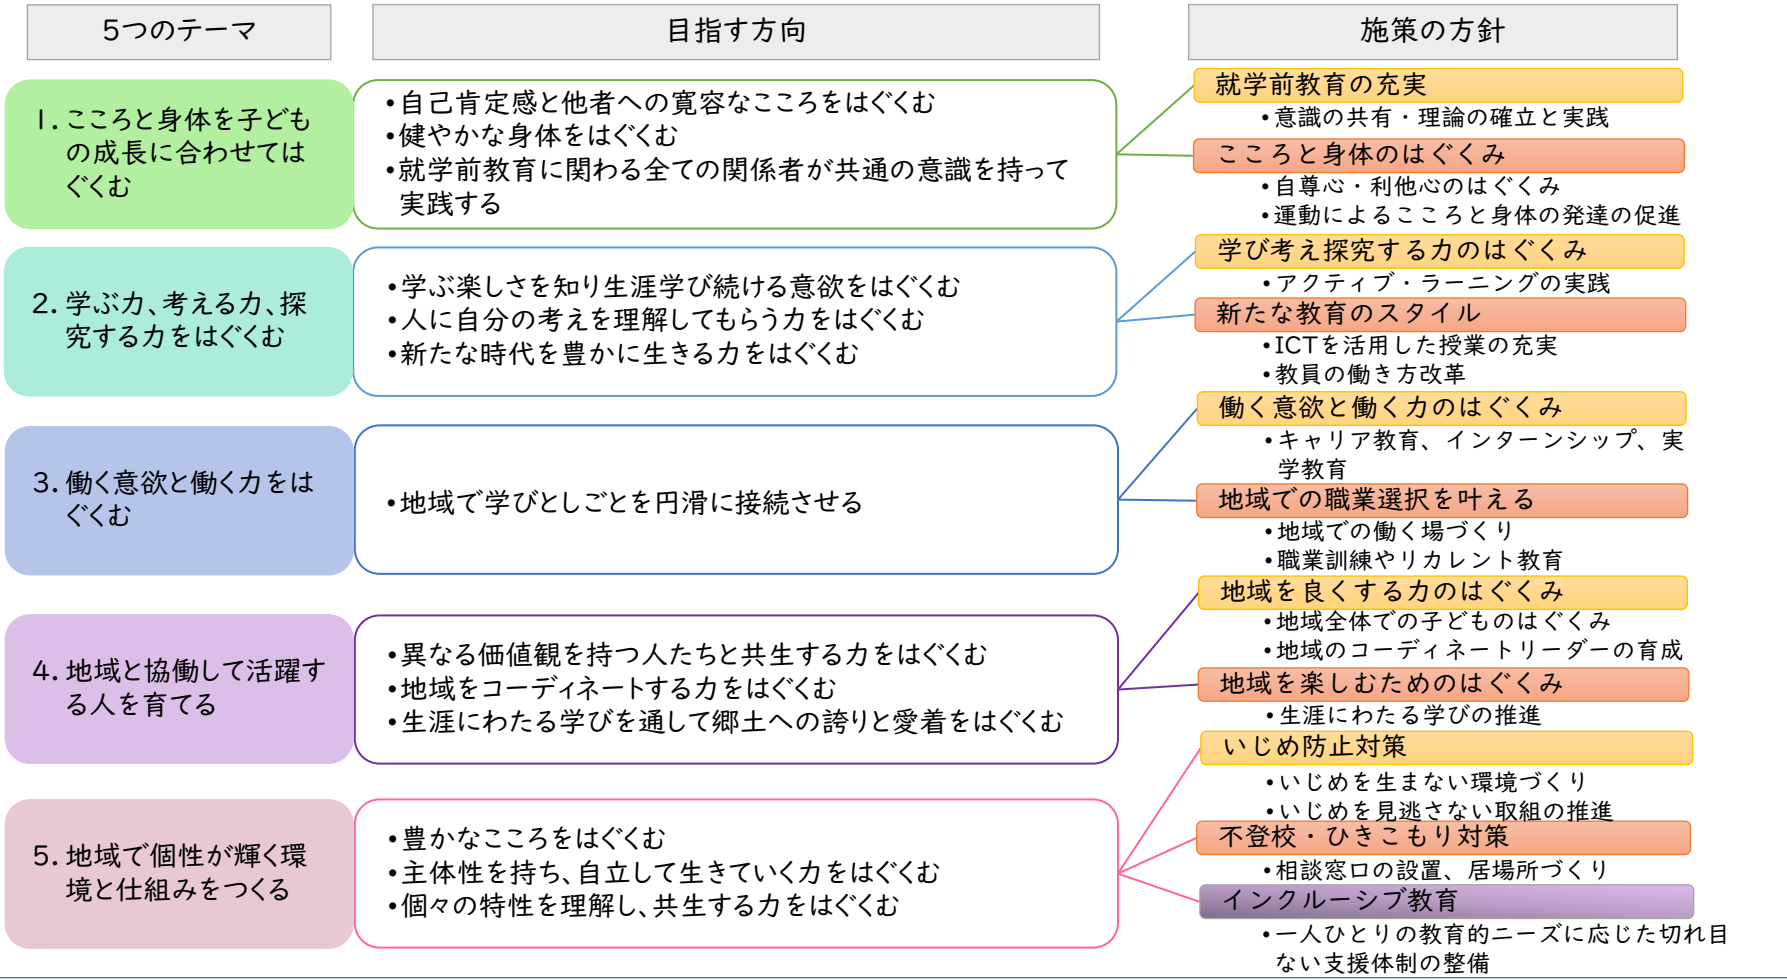 5つのテーマ
目指す方向
施策の方針
1. こころと身体を子ども
の成長に合わせては
ぐくむ
•自己肯定感と他者への寛容なこころをはぐくむ
•健やかな身体をはぐくむ
•就学前教育に関わる全ての関係者が共通の意識を持って
実践する
就学前教育の充実
•意識の共有・理論の確立と実践
こころと身体のはぐくみ
•自尊心・利他心のはぐくみ
•運動によるこころと身体の発達の促進
2. 学ぶ力、考える力、探
究する力をはぐくむ
•学ぶ楽しさを知り生涯学び続ける意欲をはぐくむ
•人に自分の考えを理解してもらう力をはぐくむ
•新たな時代を豊かに生きる力をはぐくむ
学び考え探究する力のはぐくみ
•アクティブ・ラーニングの実践
新たな教育のスタイル
•ICTを活用した授業の充実
•教員の働き方改革
3. 働く意欲と働く力をは
ぐくむ
•地域で学びとしごとを円滑に接続させる
働く意欲と働く力のはぐくみ
•キャリア教育、インターンシップ、実
学教育
地域での職業選択を叶える
•地域での働く場づくり
•職業訓練やリカレント教育
4. 地域と協働して活躍す
る人を育てる
•異なる価値観を持つ人たちと共生する力をはぐくむ
•地域をコーディネートする力をはぐくむ
•生涯にわたる学びを通して郷土への誇りと愛着をはぐくむ
地域を良くする力のはぐくみ
•地域全体での子どものはぐくみ
•地域のコーディネートリーダーの育成
地域を楽しむためのはぐくみ
•生涯にわたる学びの推進
5. 地域で個性が輝く環
境と仕組みをつくる
•豊かなこころをはぐくむ
•主体性を持ち、自立して生きていく力をはぐくむ
•個々の特性を理解し、共生する力をはぐくむ
いじめ防止対策
•いじめを生まない環境づくり
•いじめを見逃さない取組の推進
不登校・ひきこもり対策
•相談窓口の設置、居場所づくり
インクルーシブ教育
•一人ひとりの教育的ニーズに応じた切れ目
ない支援体制の整備